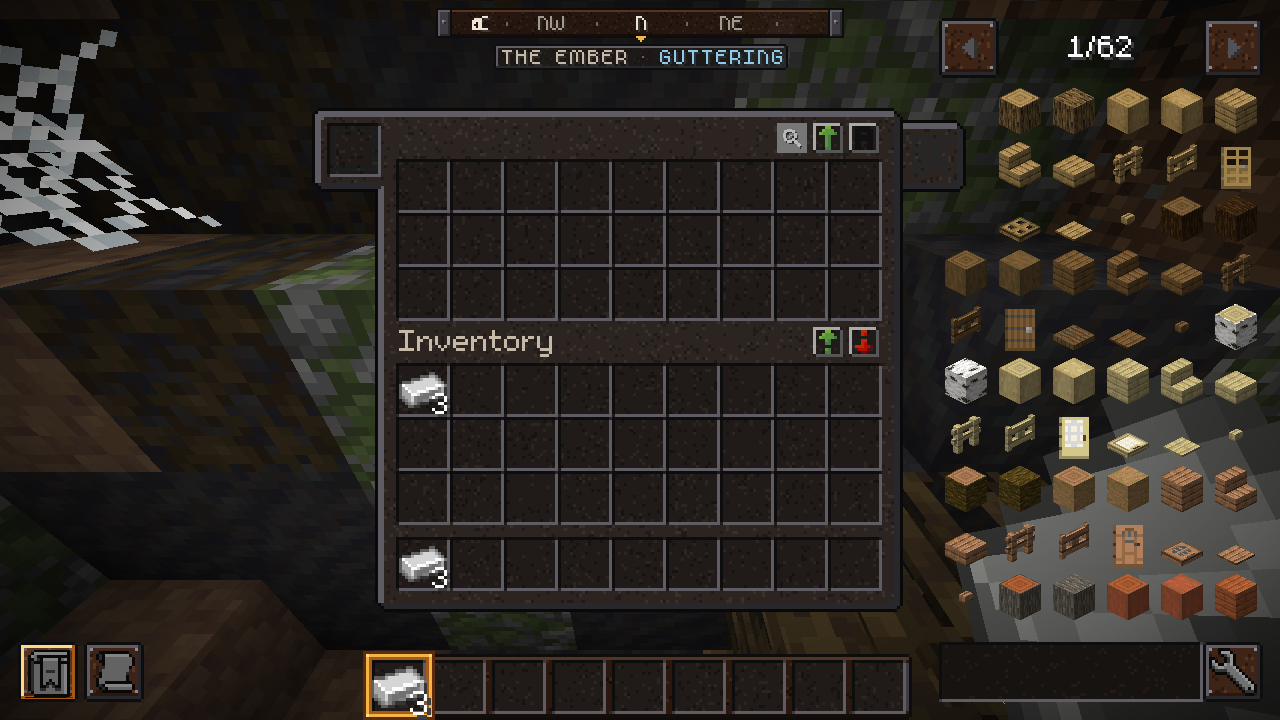 NW · N · NE
THE EMBER · GUTTERING
1/62
Inventory
3
3
3